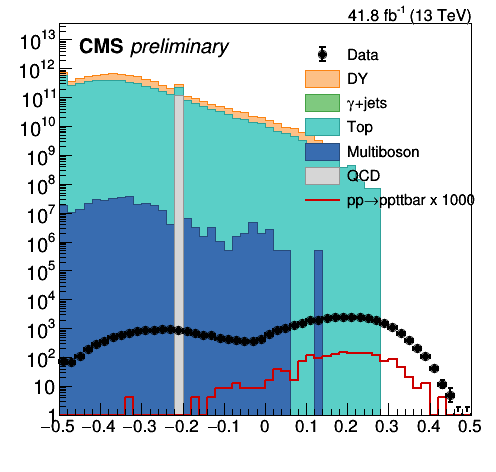 41.8 fb⁻¹ (13 TeV)
CMS preliminary
Data
DY
γ+jets
Top
Multiboson
QCD
pp→ppttbar x 1000
10¹³
10¹²
10¹¹
10¹⁰
10⁹
10⁸
10⁷
10⁶
10⁵
10⁴
10³
10²
10
1
−0.5 −0.4 −0.3 −0.2 −0.1 0 0.1 0.2 0.3 0.4 0.5